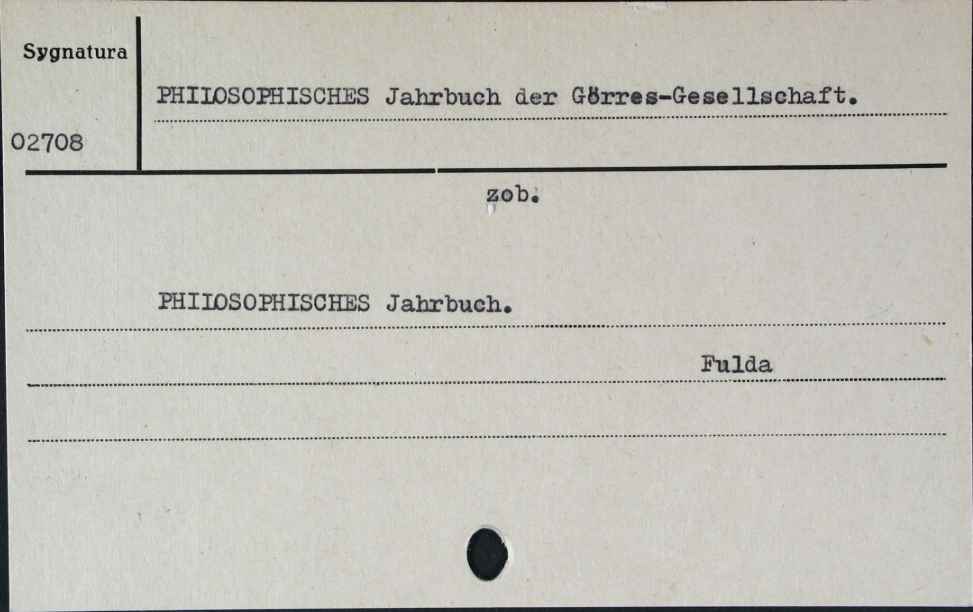 Sygnatura
PHILOSOPHISCHES Jahrbuch der Görres-Gesellschaft.
02708
zob.
PHILOSOPHISCHES Jahrbuch.
Fulda